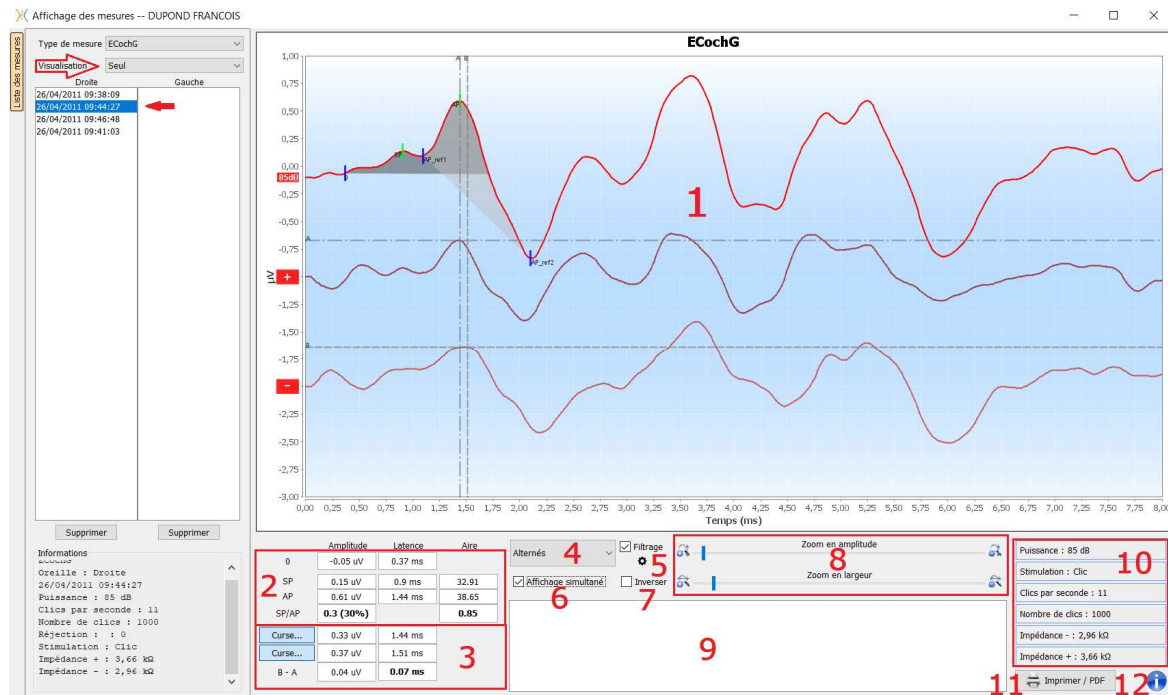 Affichage des mesures -- DUPOND FRANCOIS
Liste des mesures
Type de mesure ECochG
Visualisation Seul
Droite Gauche
26/04/2011 09:38:09
26/04/2011 09:44:27
26/04/2011 09:46:48
26/04/2011 09:41:03
Supprimer Supprimer
Informations
ECochG
Oreille : Droite
26/04/2011 09:44:27
Puissance : 85 dB
Clics par seconde : 11
Nombre de clics : 1000
Réjection : : 0
Stimulation : Clic
Impédance + : 3,66 kΩ
Impédance - : 2,96 kΩ
ECochG
A B
1,00
0,75
0,50
0,25
0,00
85dB
-0,25
-0,50
-0,75
-1,00
-1,25
-1,50
-1,75
-2,00
-2,25
-2,50
-2,75
-3,00
µV
+
-
A
B
0
SP
AP
AP_ref1
AP_ref2
1
0,00 0,25 0,50 0,75 1,00 1,25 1,50 1,75 2,00 2,25 2,50 2,75 3,00 3,25 3,50 3,75 4,00 4,25 4,50 4,75 5,00 5,25 5,50 5,75 6,00 6,25 6,50 6,75 7,00 7,25 7,50 7,75 8,00
Temps (ms)
Amplitude Latence Aire
0 -0.05 uV 0.37 ms
2
SP 0.15 uV 0.9 ms 32.91
AP 0.61 uV 1.44 ms 38.65
SP/AP 0.3 (30%) 0.85
Curse... 0.33 uV 1.44 ms
Curse... 0.37 uV 1.51 ms
B - A 0.04 uV 0.07 ms
3
Alternés 4
Filtrage
5
Affichage simultané
6
Inverser
7
Zoom en amplitude
8
Zoom en largeur
9
Puissance : 85 dB
10
Stimulation : Clic
Clics par seconde : 11
Nombre de clics : 1000
Impédance - : 2,96 kΩ
Impédance + : 3,66 kΩ
11 Imprimer / PDF 12